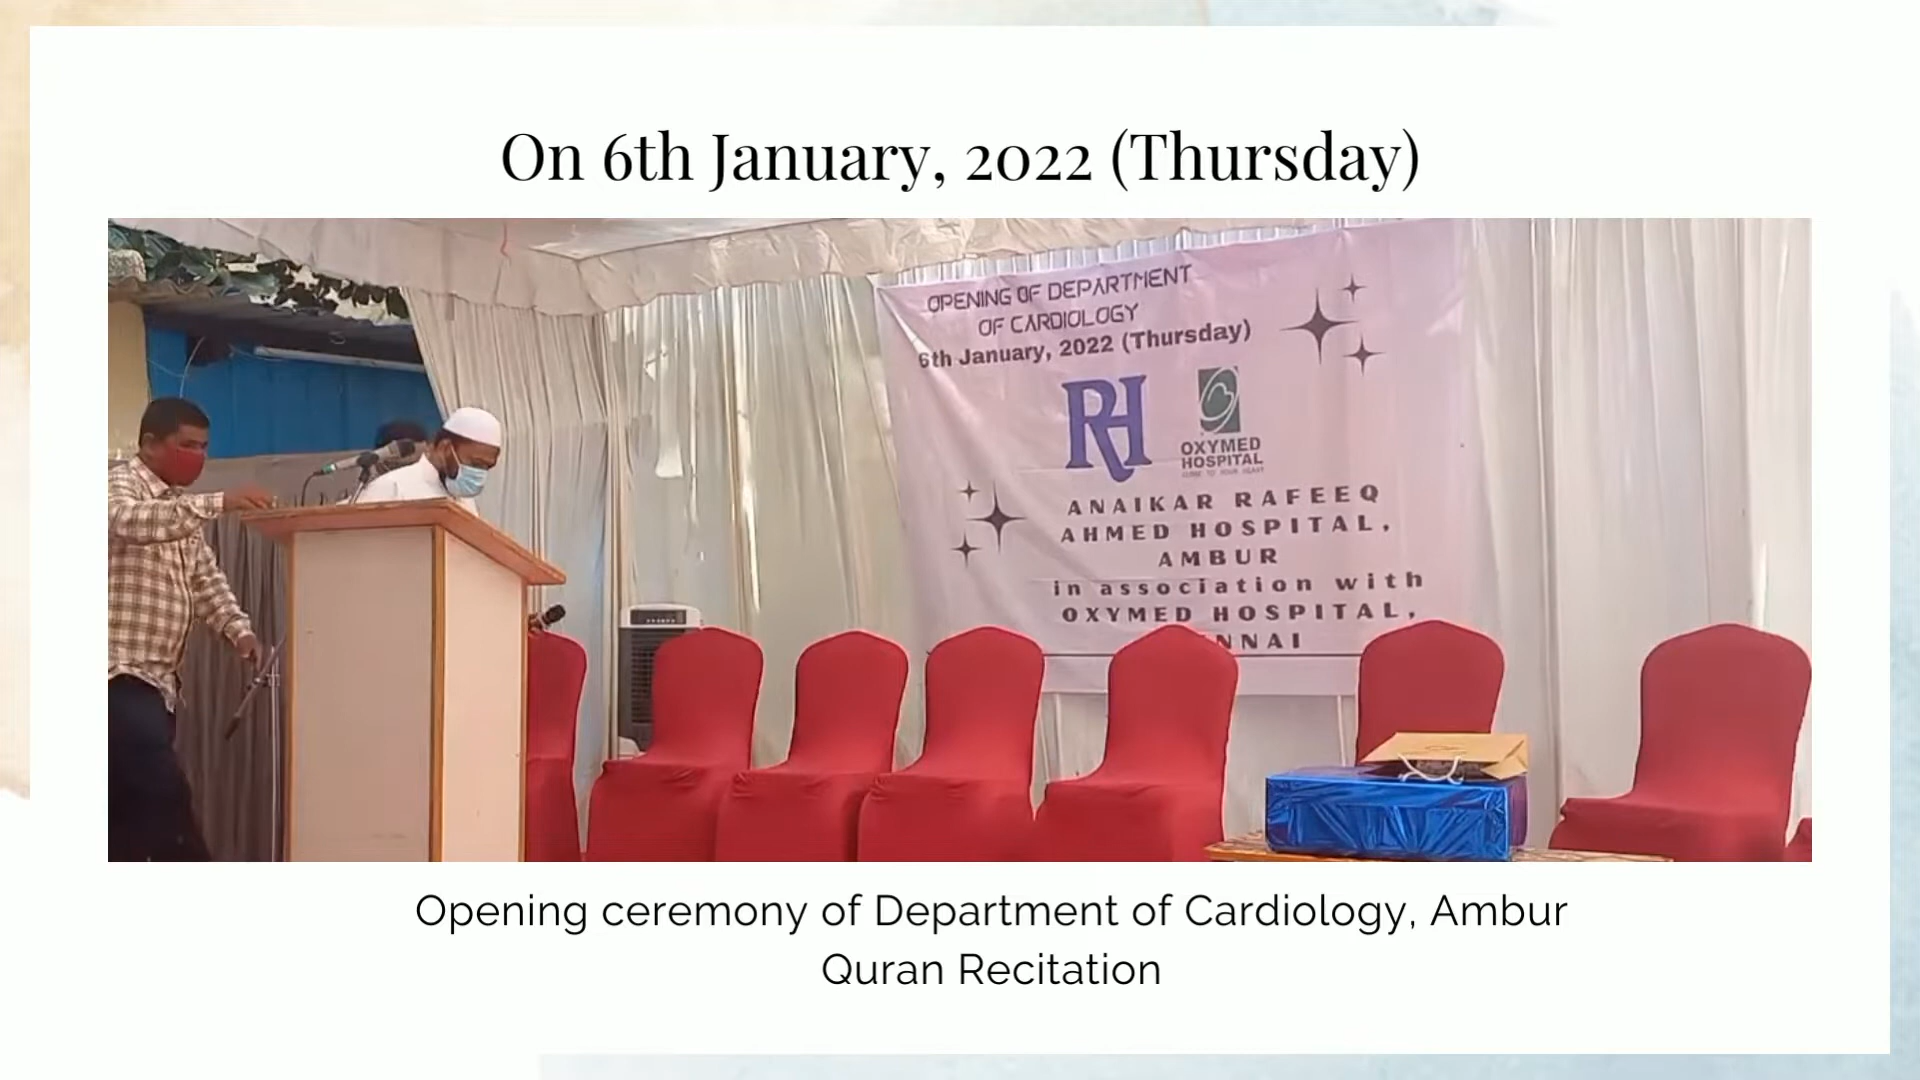 On 6th January, 2022 (Thursday)
OPENING OF DEPARTMENT
OF CARDIOLOGY
6th January, 2022 (Thursday)
RH
OXYMED
HOSPITAL
ANAIKAR RAFEEQ
AHMED HOSPITAL,
AMBUR
in association with
OXYMED HOSPITAL,
NNAI
Opening ceremony of Department of Cardiology, Ambur
Quran Recitation